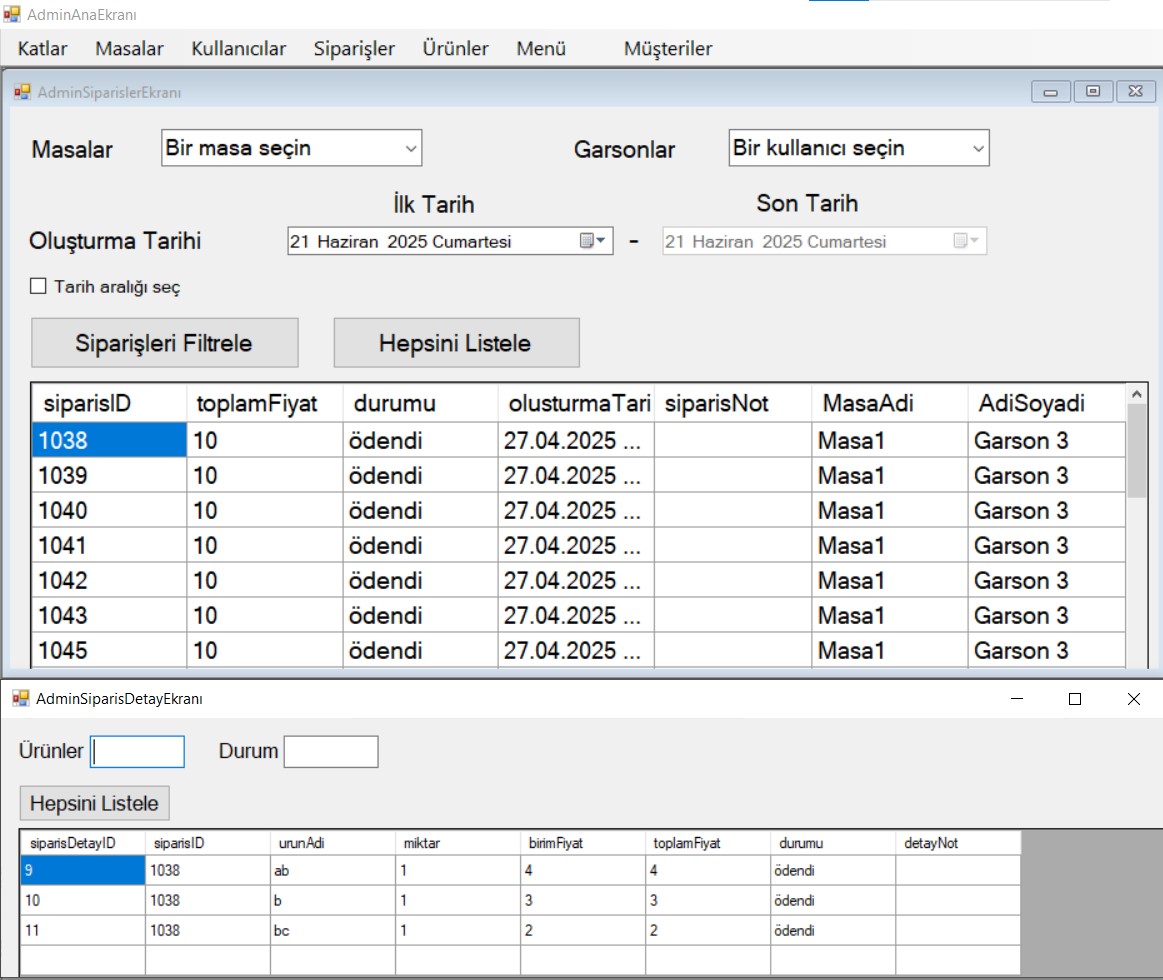 AdminAnaEkranı
Katlar Masalar Kullanıcılar Siparişler Ürünler Menü Müşteriler
AdminSiparislerEkranı
Masalar Bir masa seçin Garsonlar Bir kullanıcı seçin
İlk Tarih Son Tarih
Oluşturma Tarihi 21 Haziran 2025 Cumartesi - 21 Haziran 2025 Cumartesi
Tarih aralığı seç
Siparişleri Filtrele Hepsini Listele
siparisID toplamFiyat durumu olusturmaTari siparisNot MasaAdi AdiSoyadi
1038 10 ödendi 27.04.2025 ... Masa1 Garson 3
1039 10 ödendi 27.04.2025 ... Masa1 Garson 3
1040 10 ödendi 27.04.2025 ... Masa1 Garson 3
1041 10 ödendi 27.04.2025 ... Masa1 Garson 3
1042 10 ödendi 27.04.2025 ... Masa1 Garson 3
1043 10 ödendi 27.04.2025 ... Masa1 Garson 3
1045 10 ödendi 27.04.2025 ... Masa1 Garson 3
AdminSiparisDetayEkranı
Ürünler Durum
Hepsini Listele
siparisDetayID siparisID urunAdi miktar birimFiyat toplamFiyat durumu detayNot
9 1038 ab 1 4 4 ödendi
10 1038 b 1 3 3 ödendi
11 1038 bc 1 2 2 ödendi